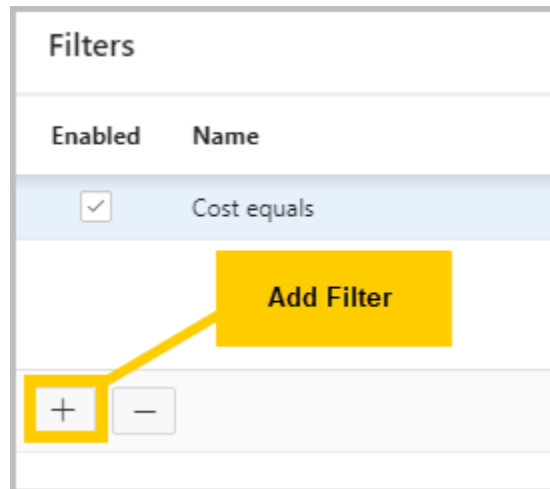 Filters
Enabled Name
Cost equals
Add Filter
+ −